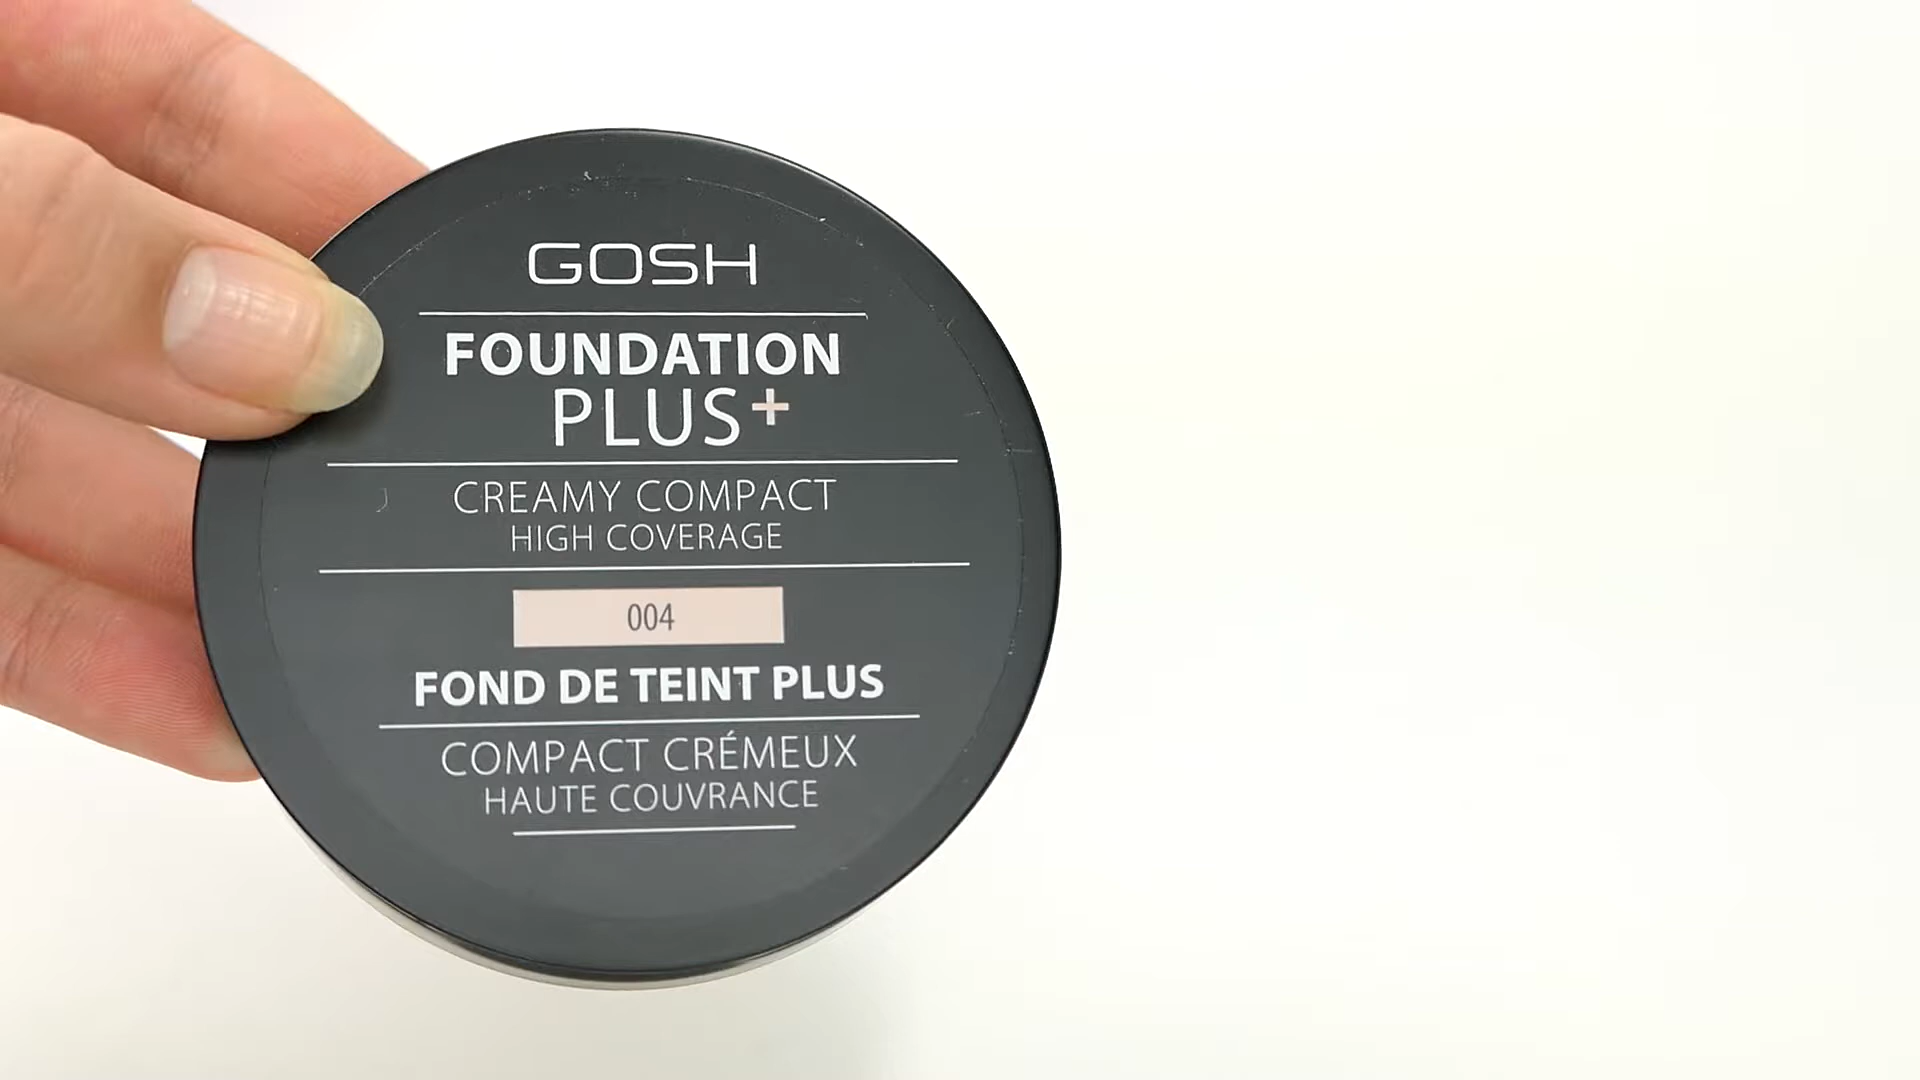 GOSH
FOUNDATION
PLUS+
CREAMY COMPACT
HIGH COVERAGE
004
FOND DE TEINT PLUS
COMPACT CRÉMEUX
HAUTE COUVRANCE